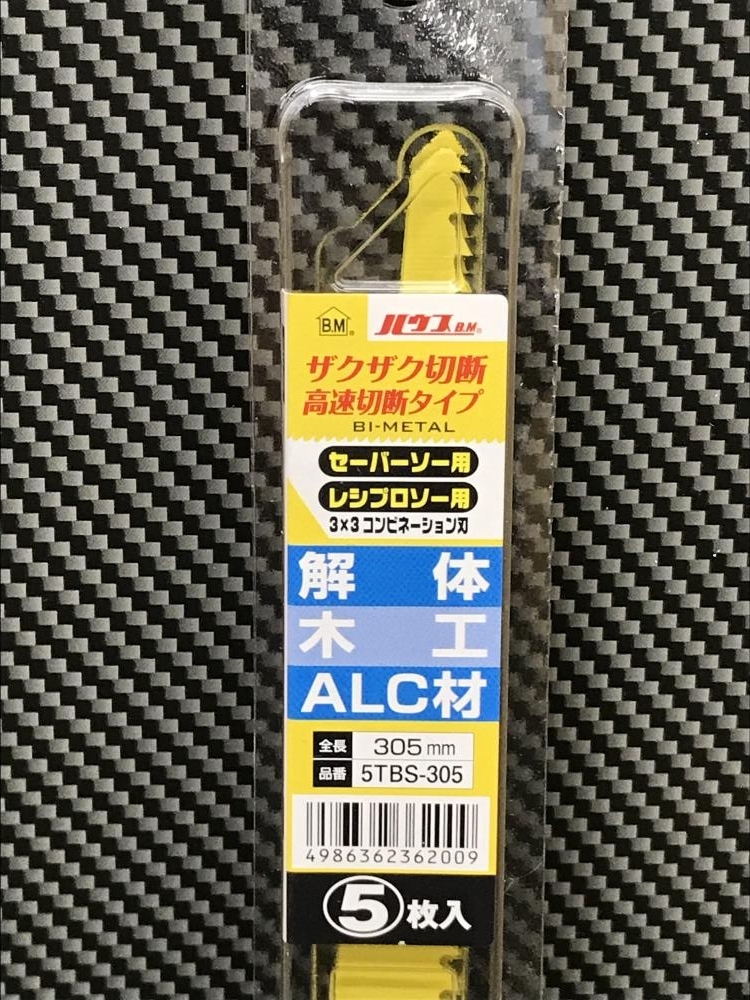 B.M® ハウスB.M®
ザクザク切断
高速切断タイプ
BI-METAL
セーバーソー用
レシプロソー用
3×3コンビネーション刃
解体
木工
ALC材
全長 305mm
品番 5TBS-305
4986362362009
5枚入